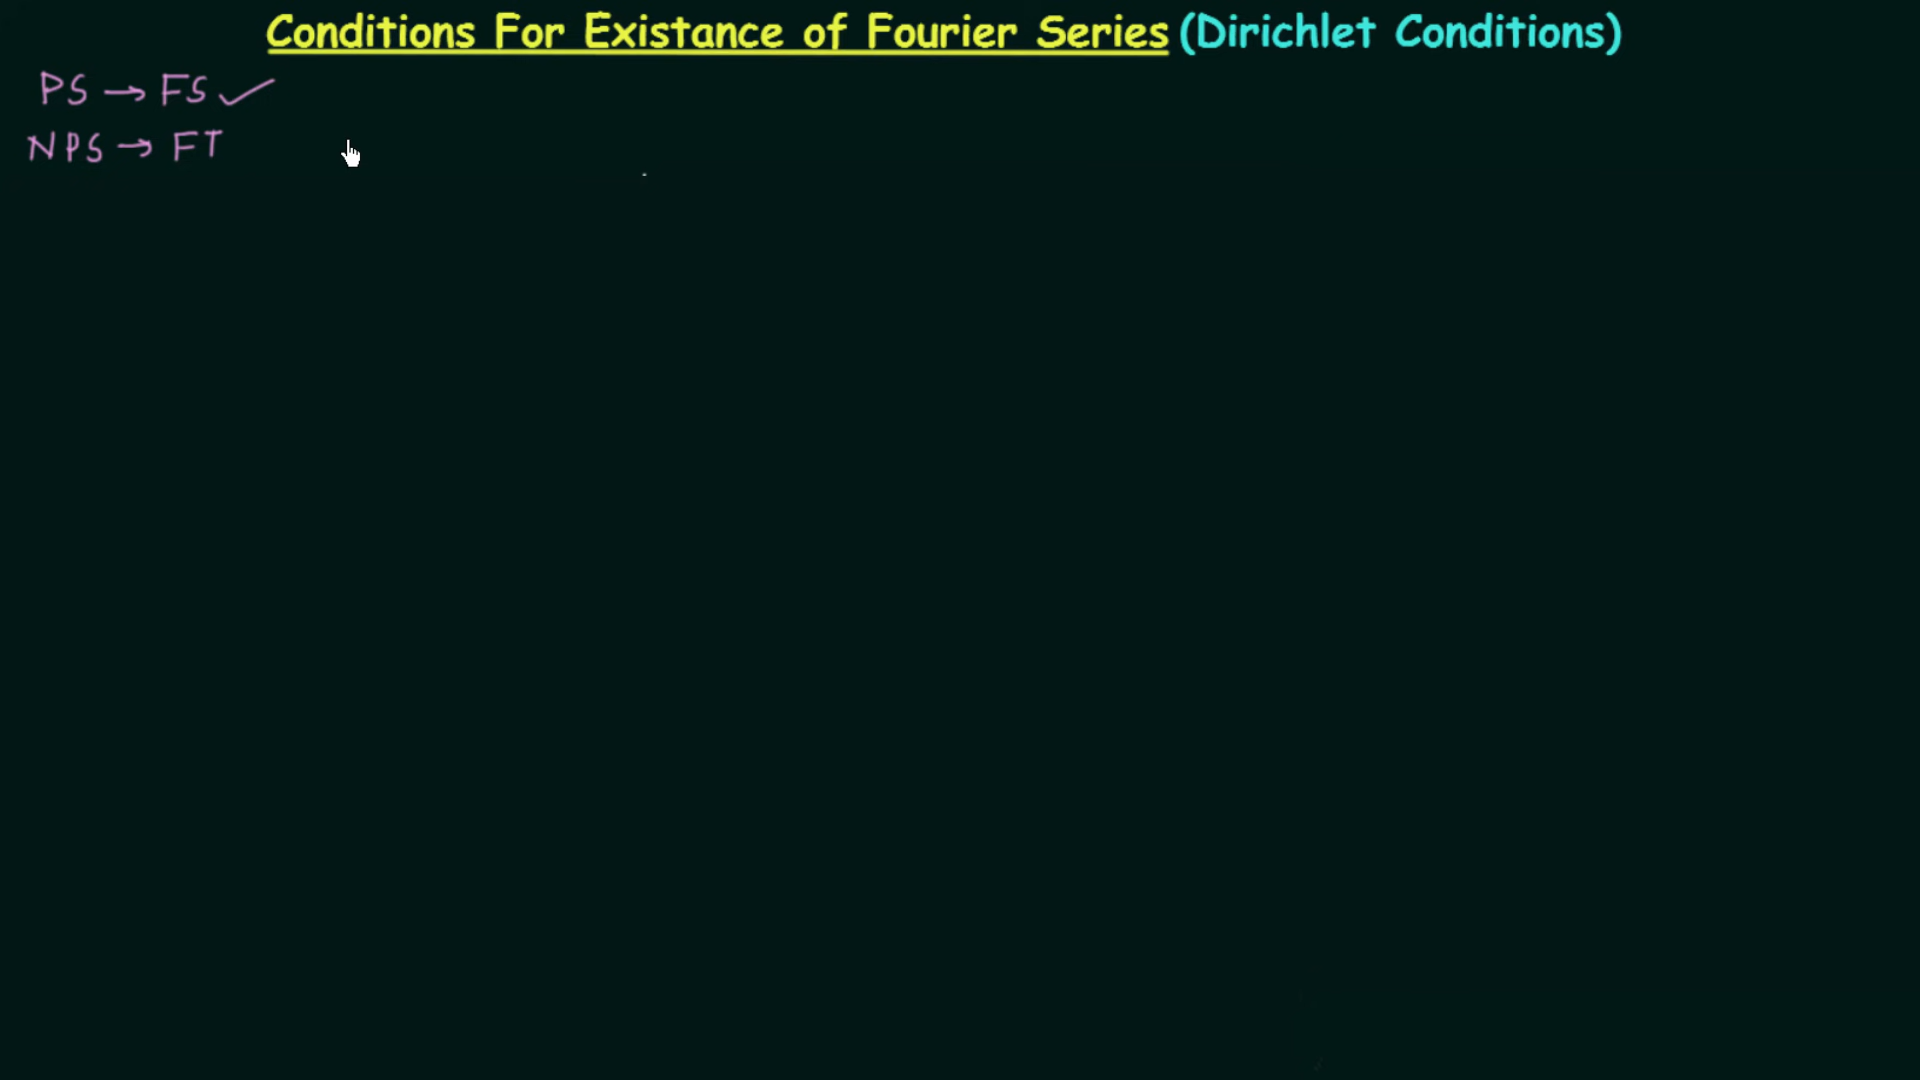 Conditions For Existance of Fourier Series (Dirichlet Conditions)
PS → FS ✓
NPS → FT